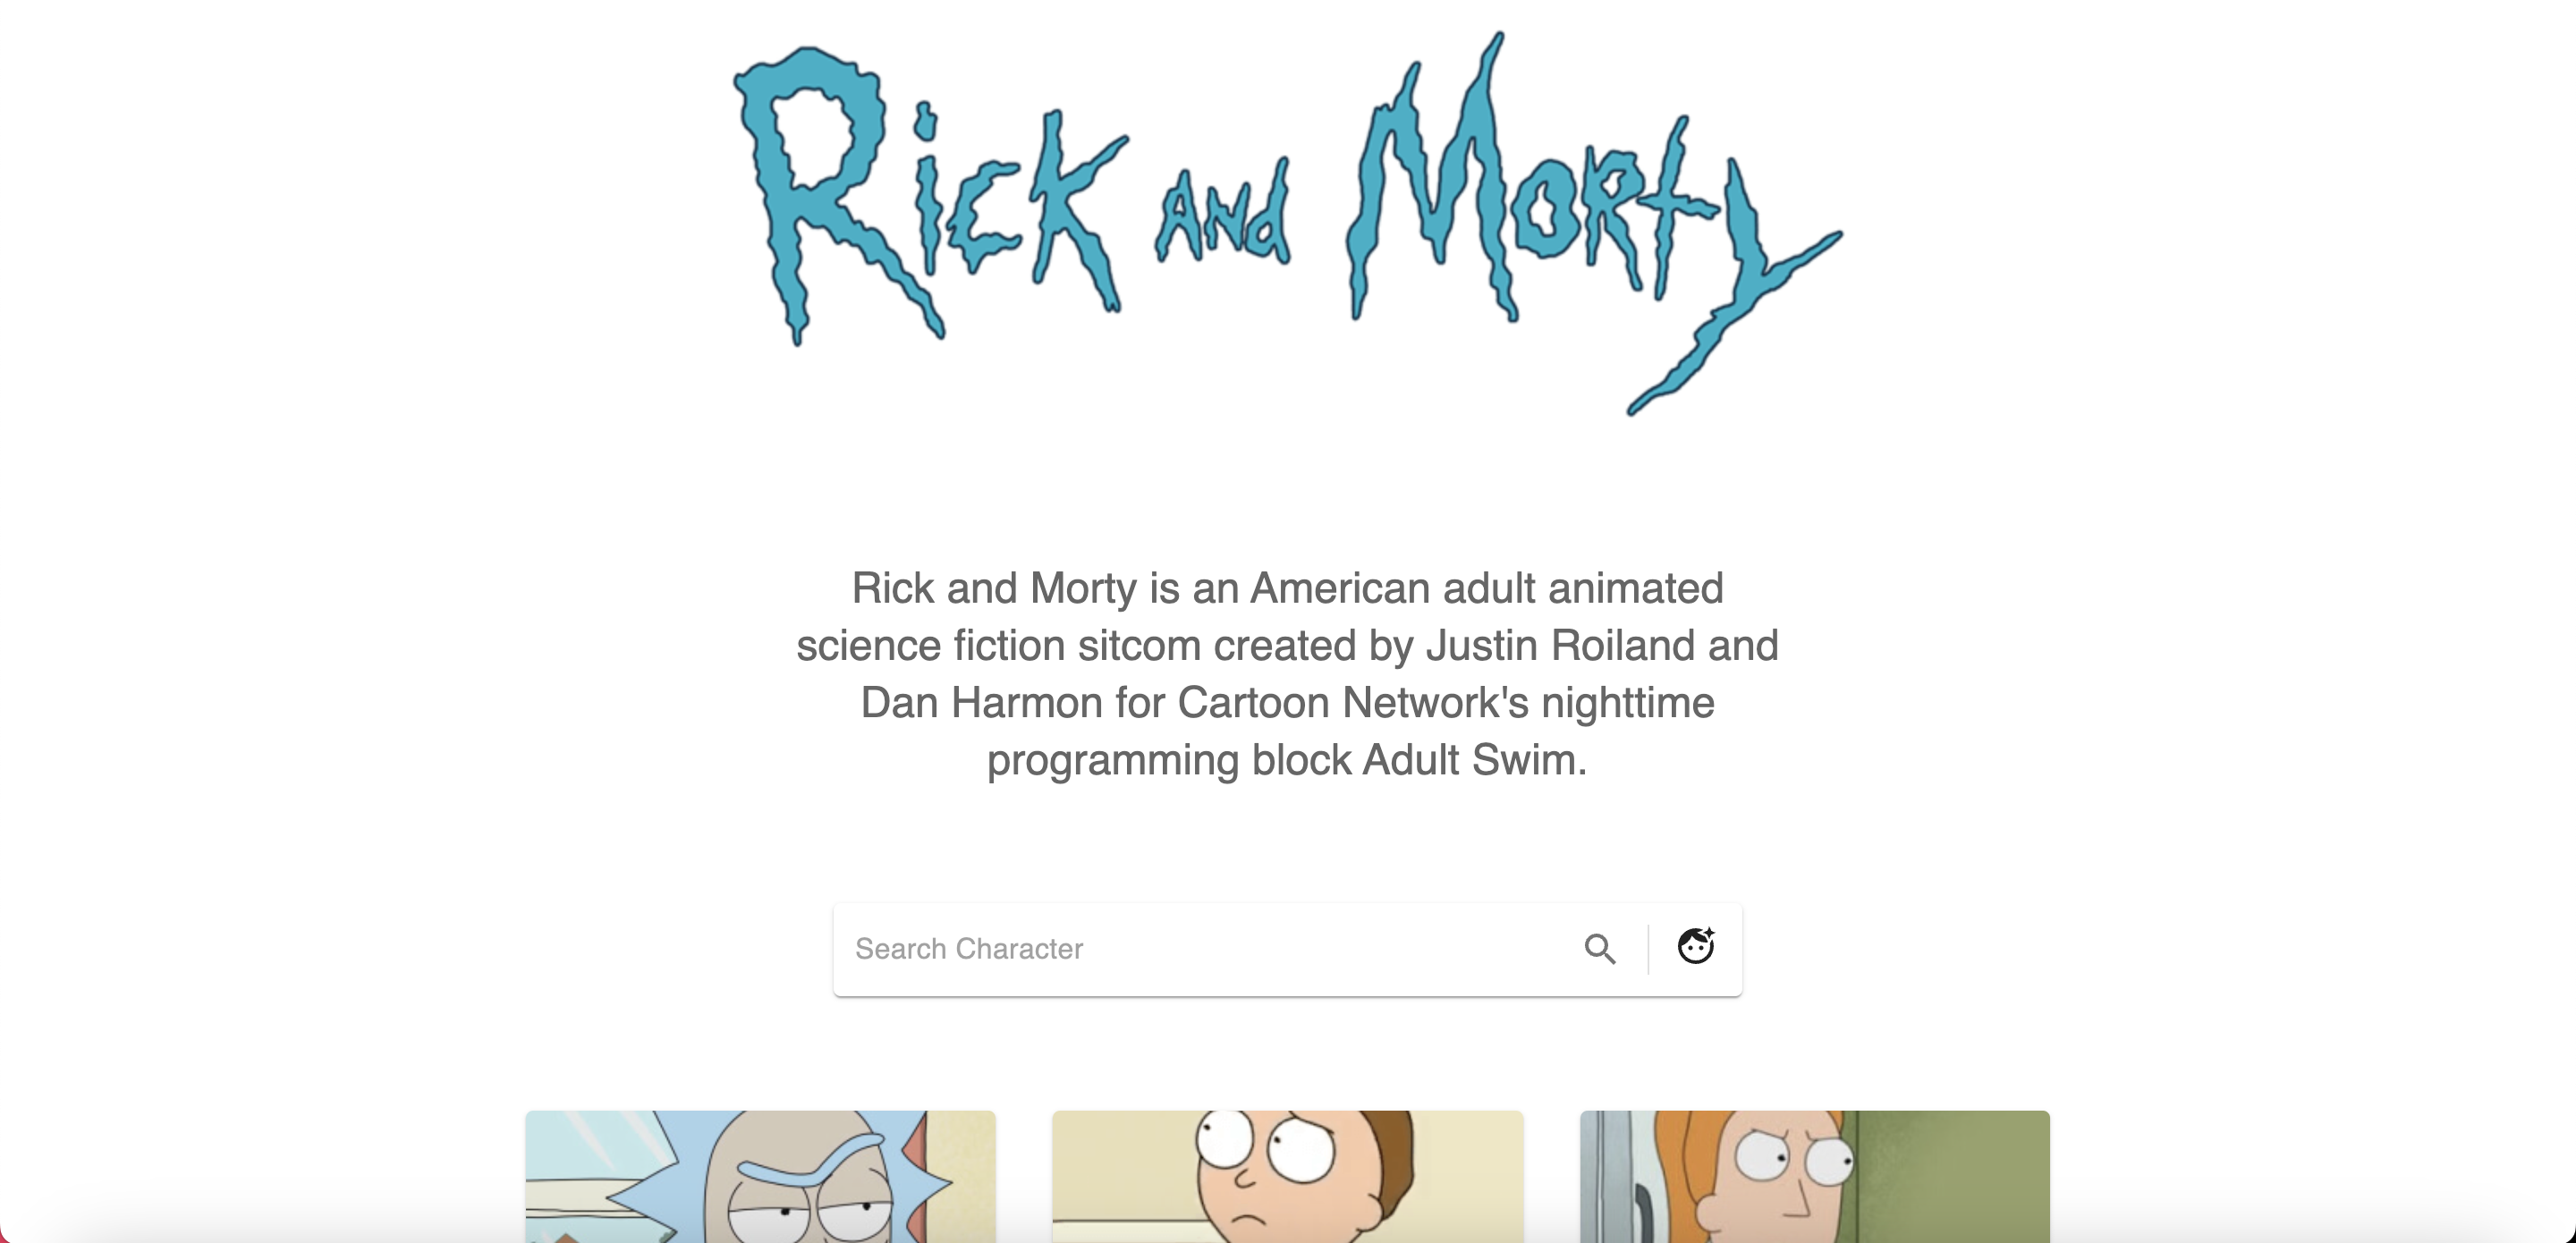 Rick and Morty
Rick and Morty is an American adult animated
science fiction sitcom created by Justin Roiland and
Dan Harmon for Cartoon Network's nighttime
programming block Adult Swim.
Search Character